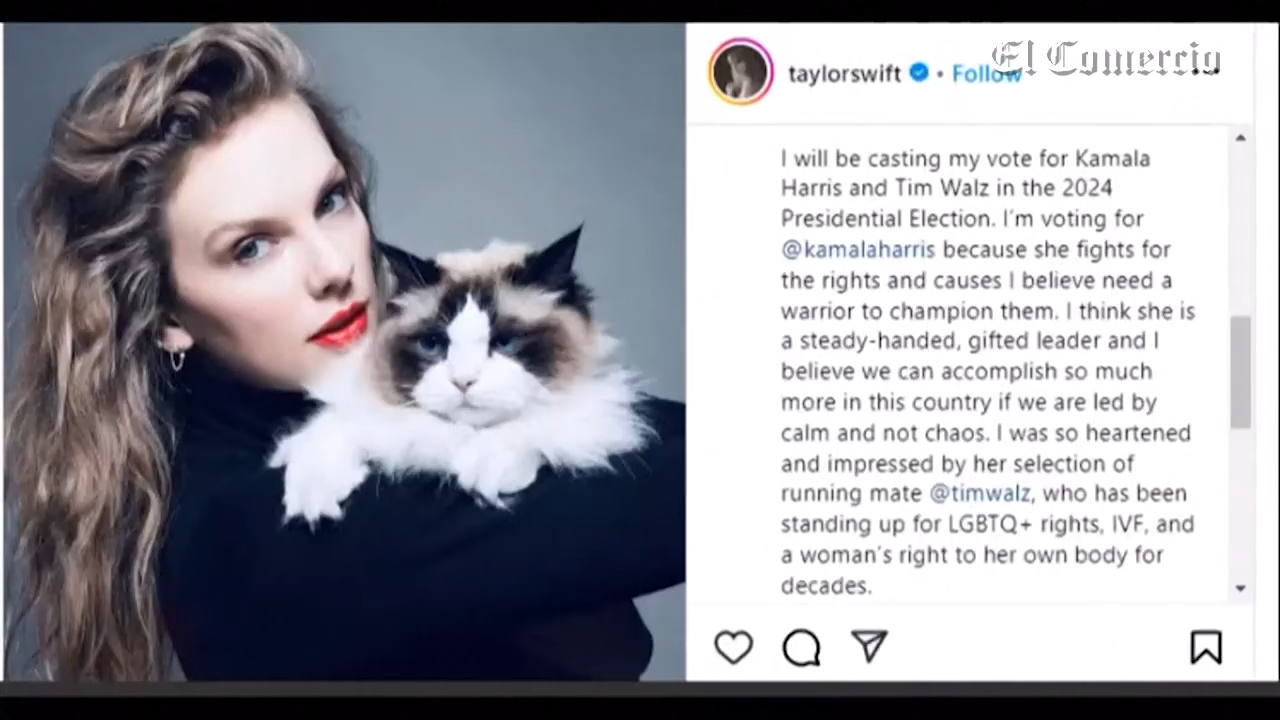 El Comercio
taylorswift • Follow
I will be casting my vote for Kamala
Harris and Tim Walz in the 2024
Presidential Election. I'm voting for
@kamalaharris because she fights for
the rights and causes I believe need a
warrior to champion them. I think she is
a steady-handed, gifted leader and I
believe we can accomplish so much
more in this country if we are led by
calm and not chaos. I was so heartened
and impressed by her selection of
running mate @timwalz, who has been
standing up for LGBTQ+ rights, IVF, and
a woman's right to her own body for
decades.